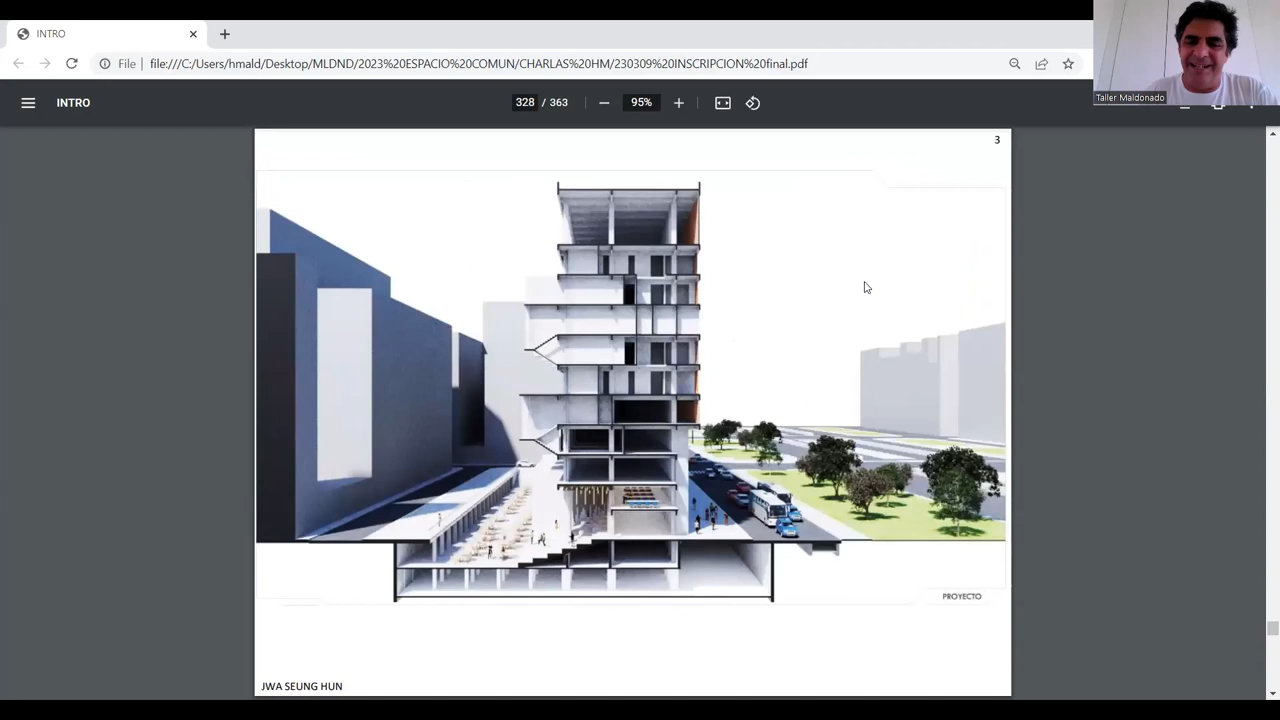 INTRO
File file:///C:/Users/hmald/Desktop/MLDND/2023%20ESPACIO%20COMUN/CHARLAS%20HM/230309%20INSCRIPCION%20final.pdf
Taller Maldonado
INTRO
328 / 363
95%
3
PROYECTO
JWA SEUNG HUN